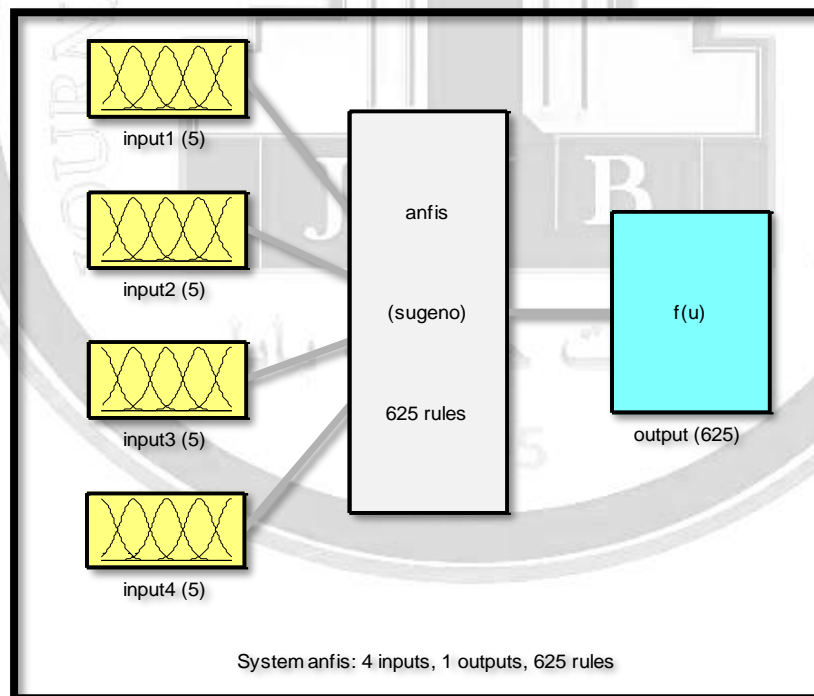 input1 (5)
input2 (5)
input3 (5)
input4 (5)
anfis
(sugeno)
625 rules
f(u)
output (625)
System anfis: 4 inputs, 1 outputs, 625 rules
J
B